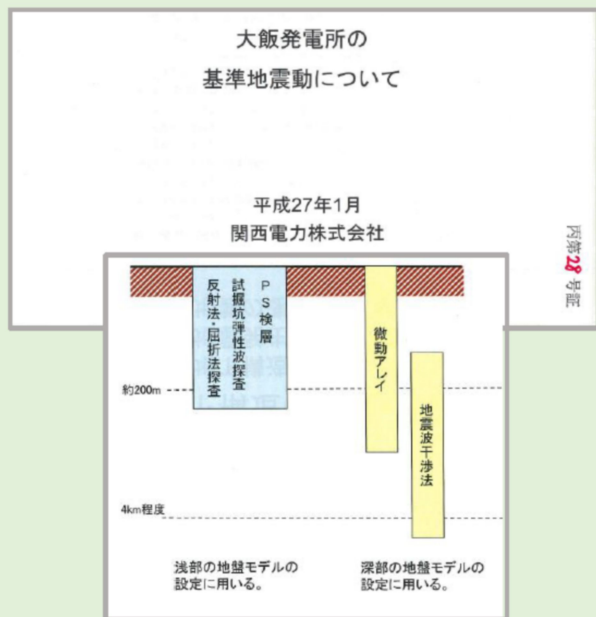 大飯発電所の
基準地震動について
平成27年1月
関西電力株式会社
丙第28号証
PS検層
試掘坑弾性波探査
反射法・屈折法探査
微動アレイ
地震波干渉法
約200m
4km程度
浅部の地盤モデルの
設定に用いる。
深部の地盤モデルの
設定に用いる。